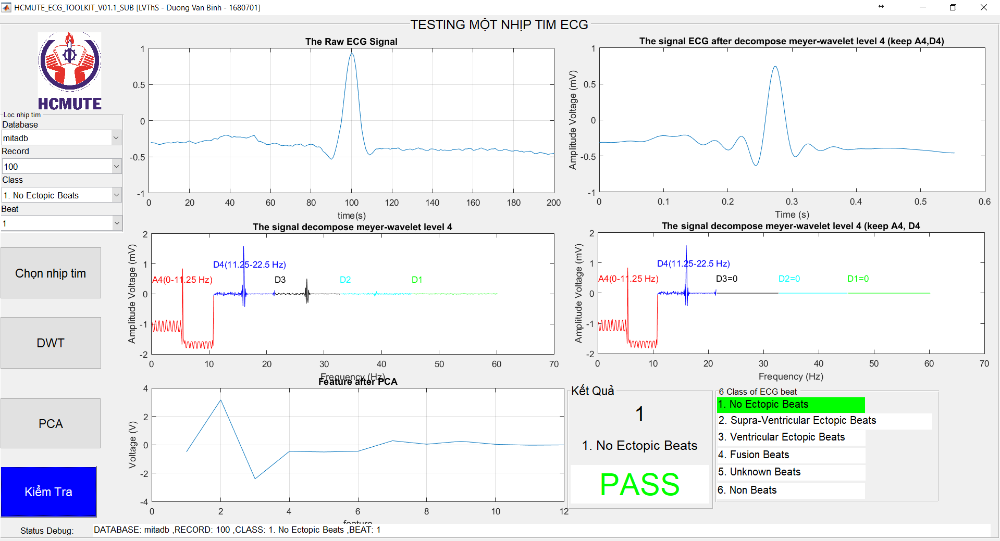 HCMUTE_ECG_TOOLKIT_V01.1_SUB [LVThS - Duong Van Binh - 1680701]
TESTING MỘT NHỊP TIM ECG
HCMUTE
Lọc nhịp tim
Database
mitadb
Record
100
Class
1. No Ectopic Beats
Beat
1
Chọn nhịp tim
DWT
PCA
Kiểm Tra
The Raw ECG Signal
1
0.5
0
-0.5
-1
0 20 40 60 80 100 120 140 160 180 200
time(s)
The signal ECG after decompose meyer-wavelet level 4 (keep A4,D4)
Amplitude Voltage (mV)
1
0.5
0
-0.5
-1
0 0.1 0.2 0.3 0.4 0.5 0.6
Time (s)
The signal decompose meyer-wavelet level 4
Amplitude Voltage (mV)
2
1
0
-1
-2
D4(11.25-22.5 Hz)
A4(0-11.25 Hz) D3 D2 D1
0 10 20 30 40 50 60 70
Frequency (Hz)
The signal decompose meyer-wavelet level 4 (keep A4, D4
Amplitude Voltage (mV)
2
1
0
-1
-2
D4(11.25-22.5 Hz)
A4(0-11.25 Hz) D3=0 D2=0 D1=0
0 10 20 30 40 50 60 70
Frequency (Hz)
Feature after PCA
Voltage (V)
4
2
0
-2
-4
0 2 4 6 8 10 12
feature
Kết Quả
1
1. No Ectopic Beats
PASS
6 Class of ECG beat
1. No Ectopic Beats
2. Supra-Ventricular Ectopic Beats
3. Ventricular Ectopic Beats
4. Fusion Beats
5. Unknown Beats
6. Non Beats
Status Debug: DATABASE: mitadb ,RECORD: 100 ,CLASS: 1. No Ectopic Beats ,BEAT: 1